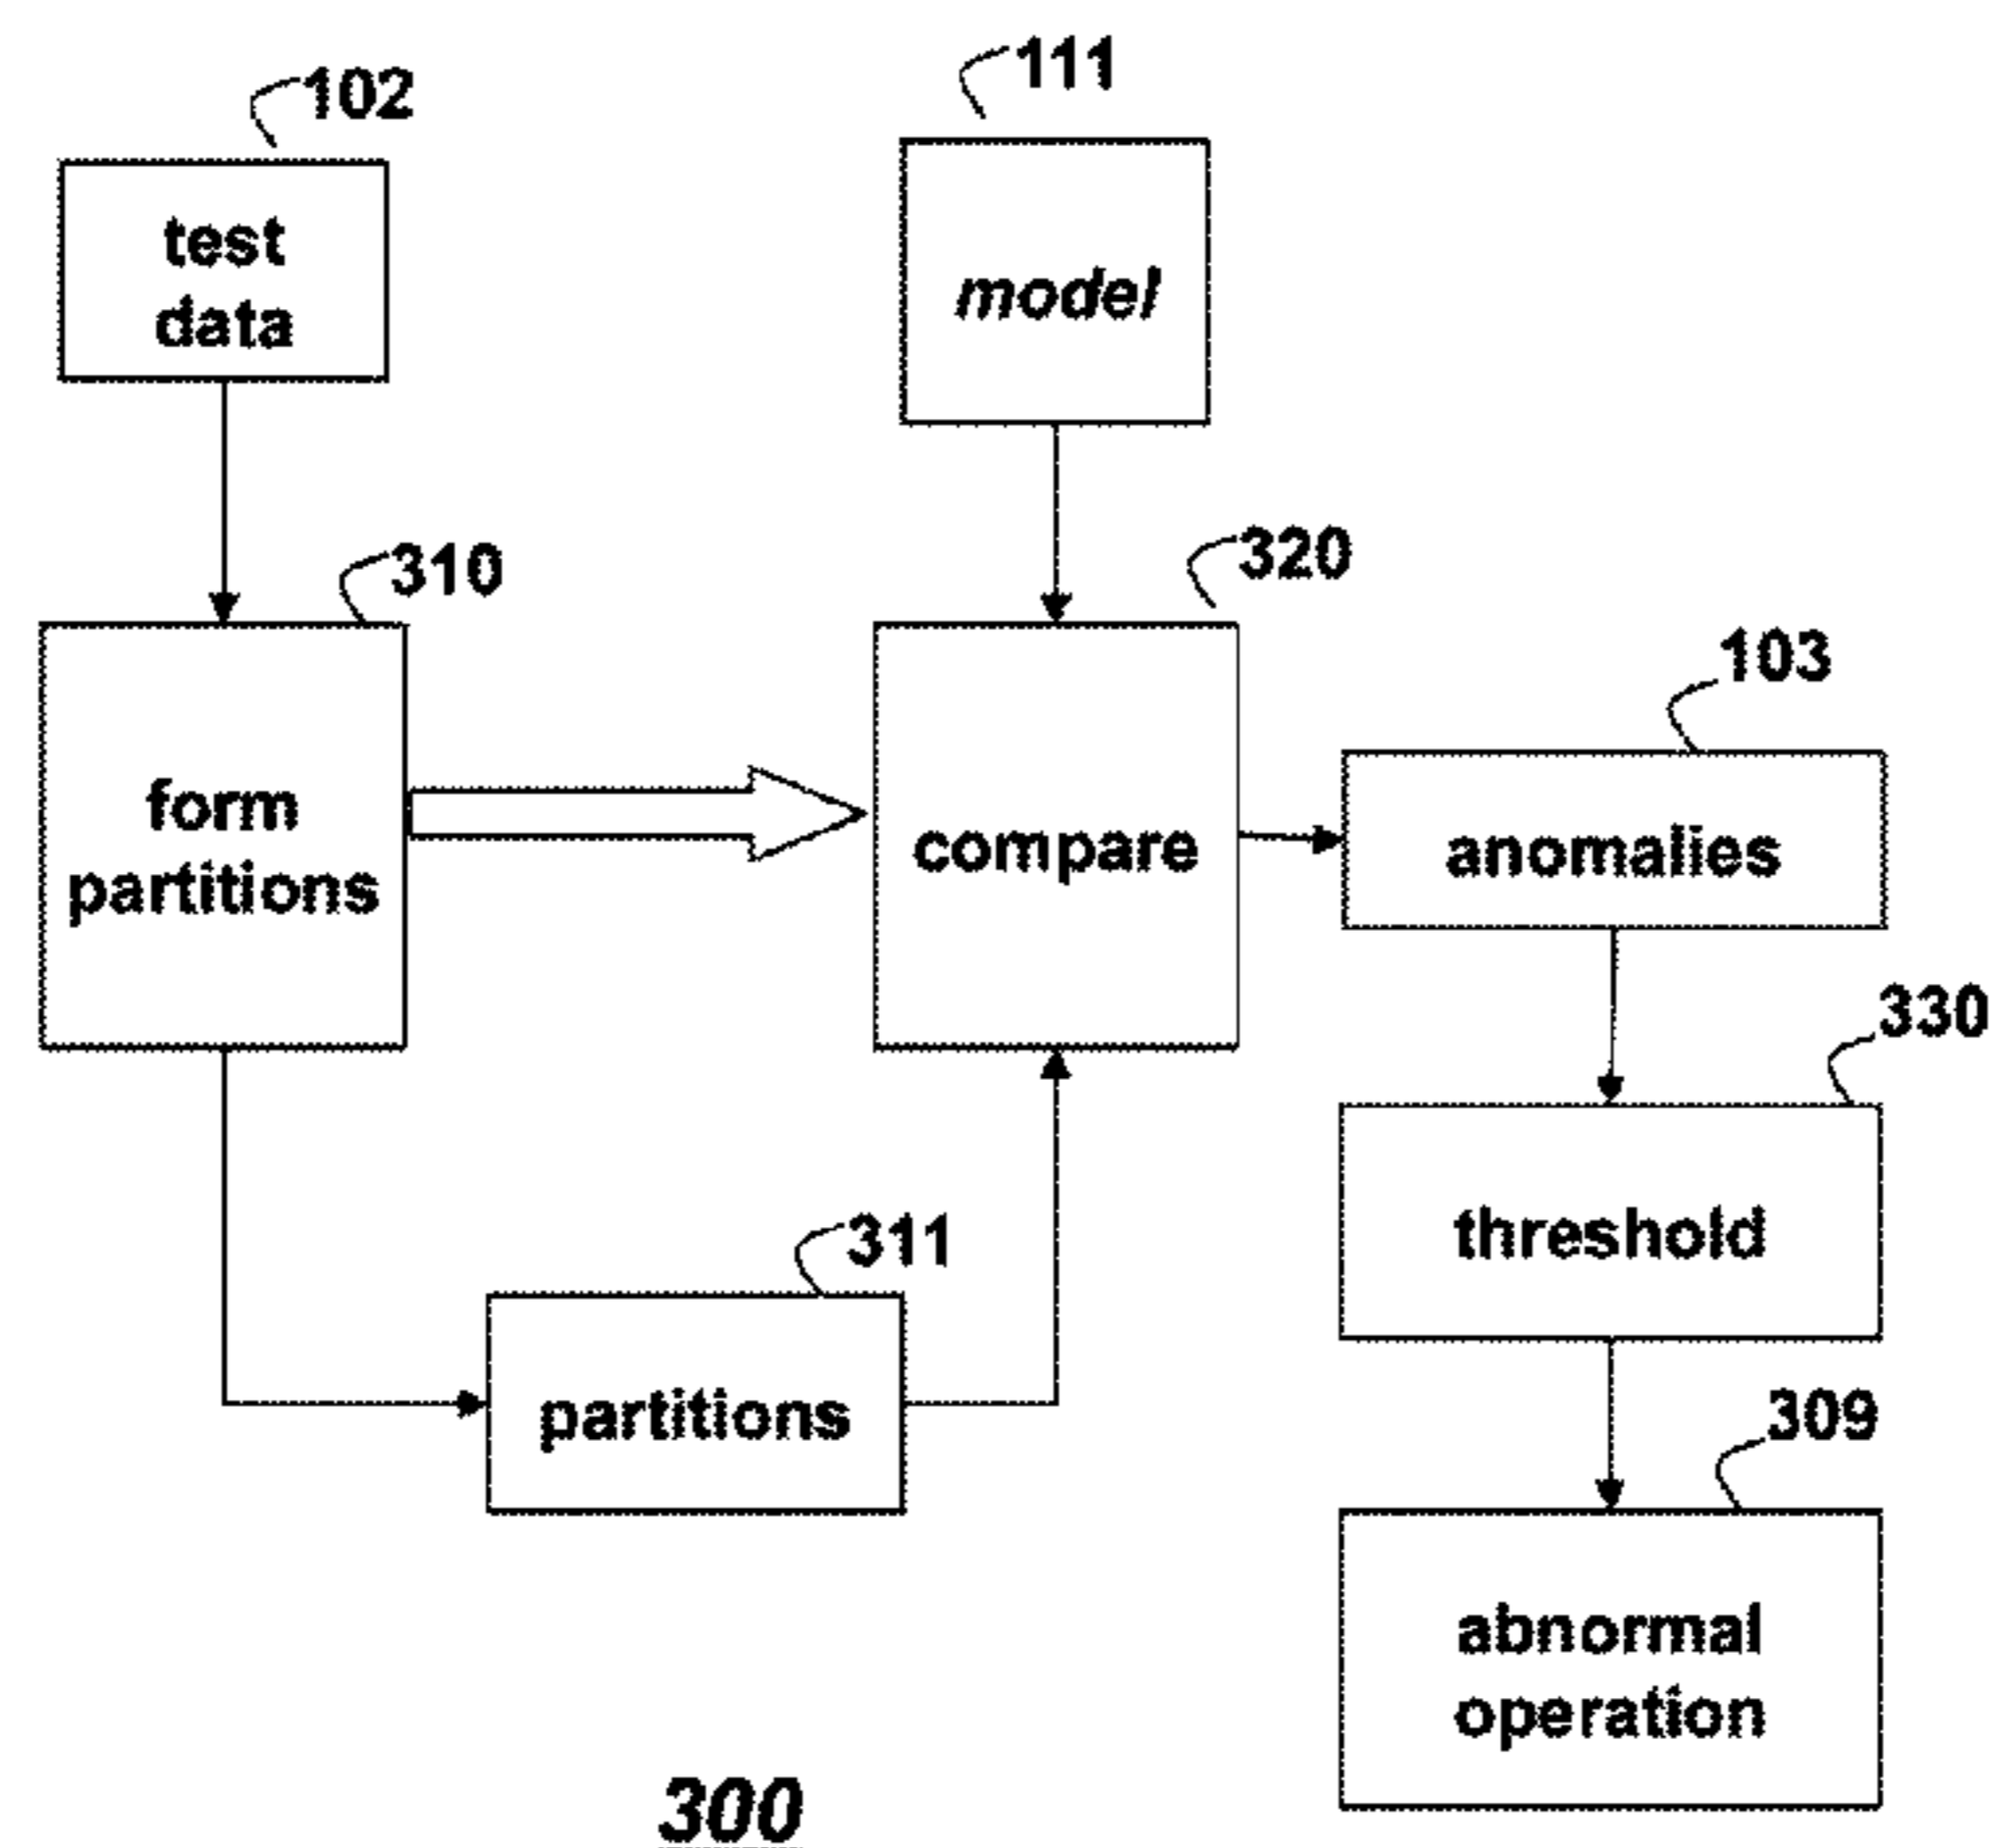 102
test
data
111
model
310
form
partitions
320
compare
103
anomalies
330
threshold
311
partitions
309
abnormal
operation
300